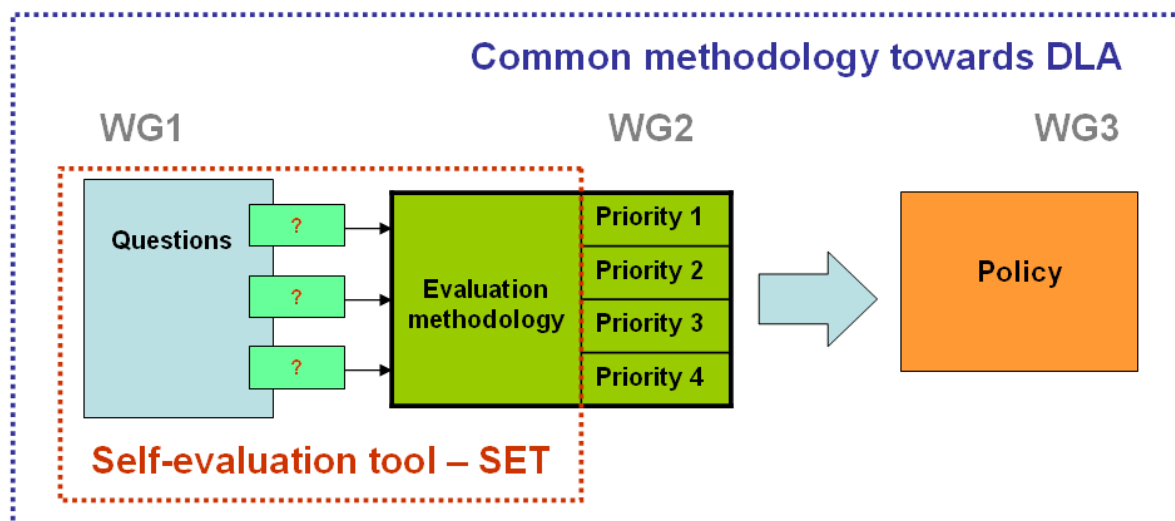 Common methodology towards DLA
WG1
WG2
WG3
Questions
?
?
?
Evaluation
methodology
Priority 1
Priority 2
Priority 3
Priority 4
Policy
Self-evaluation tool – SET